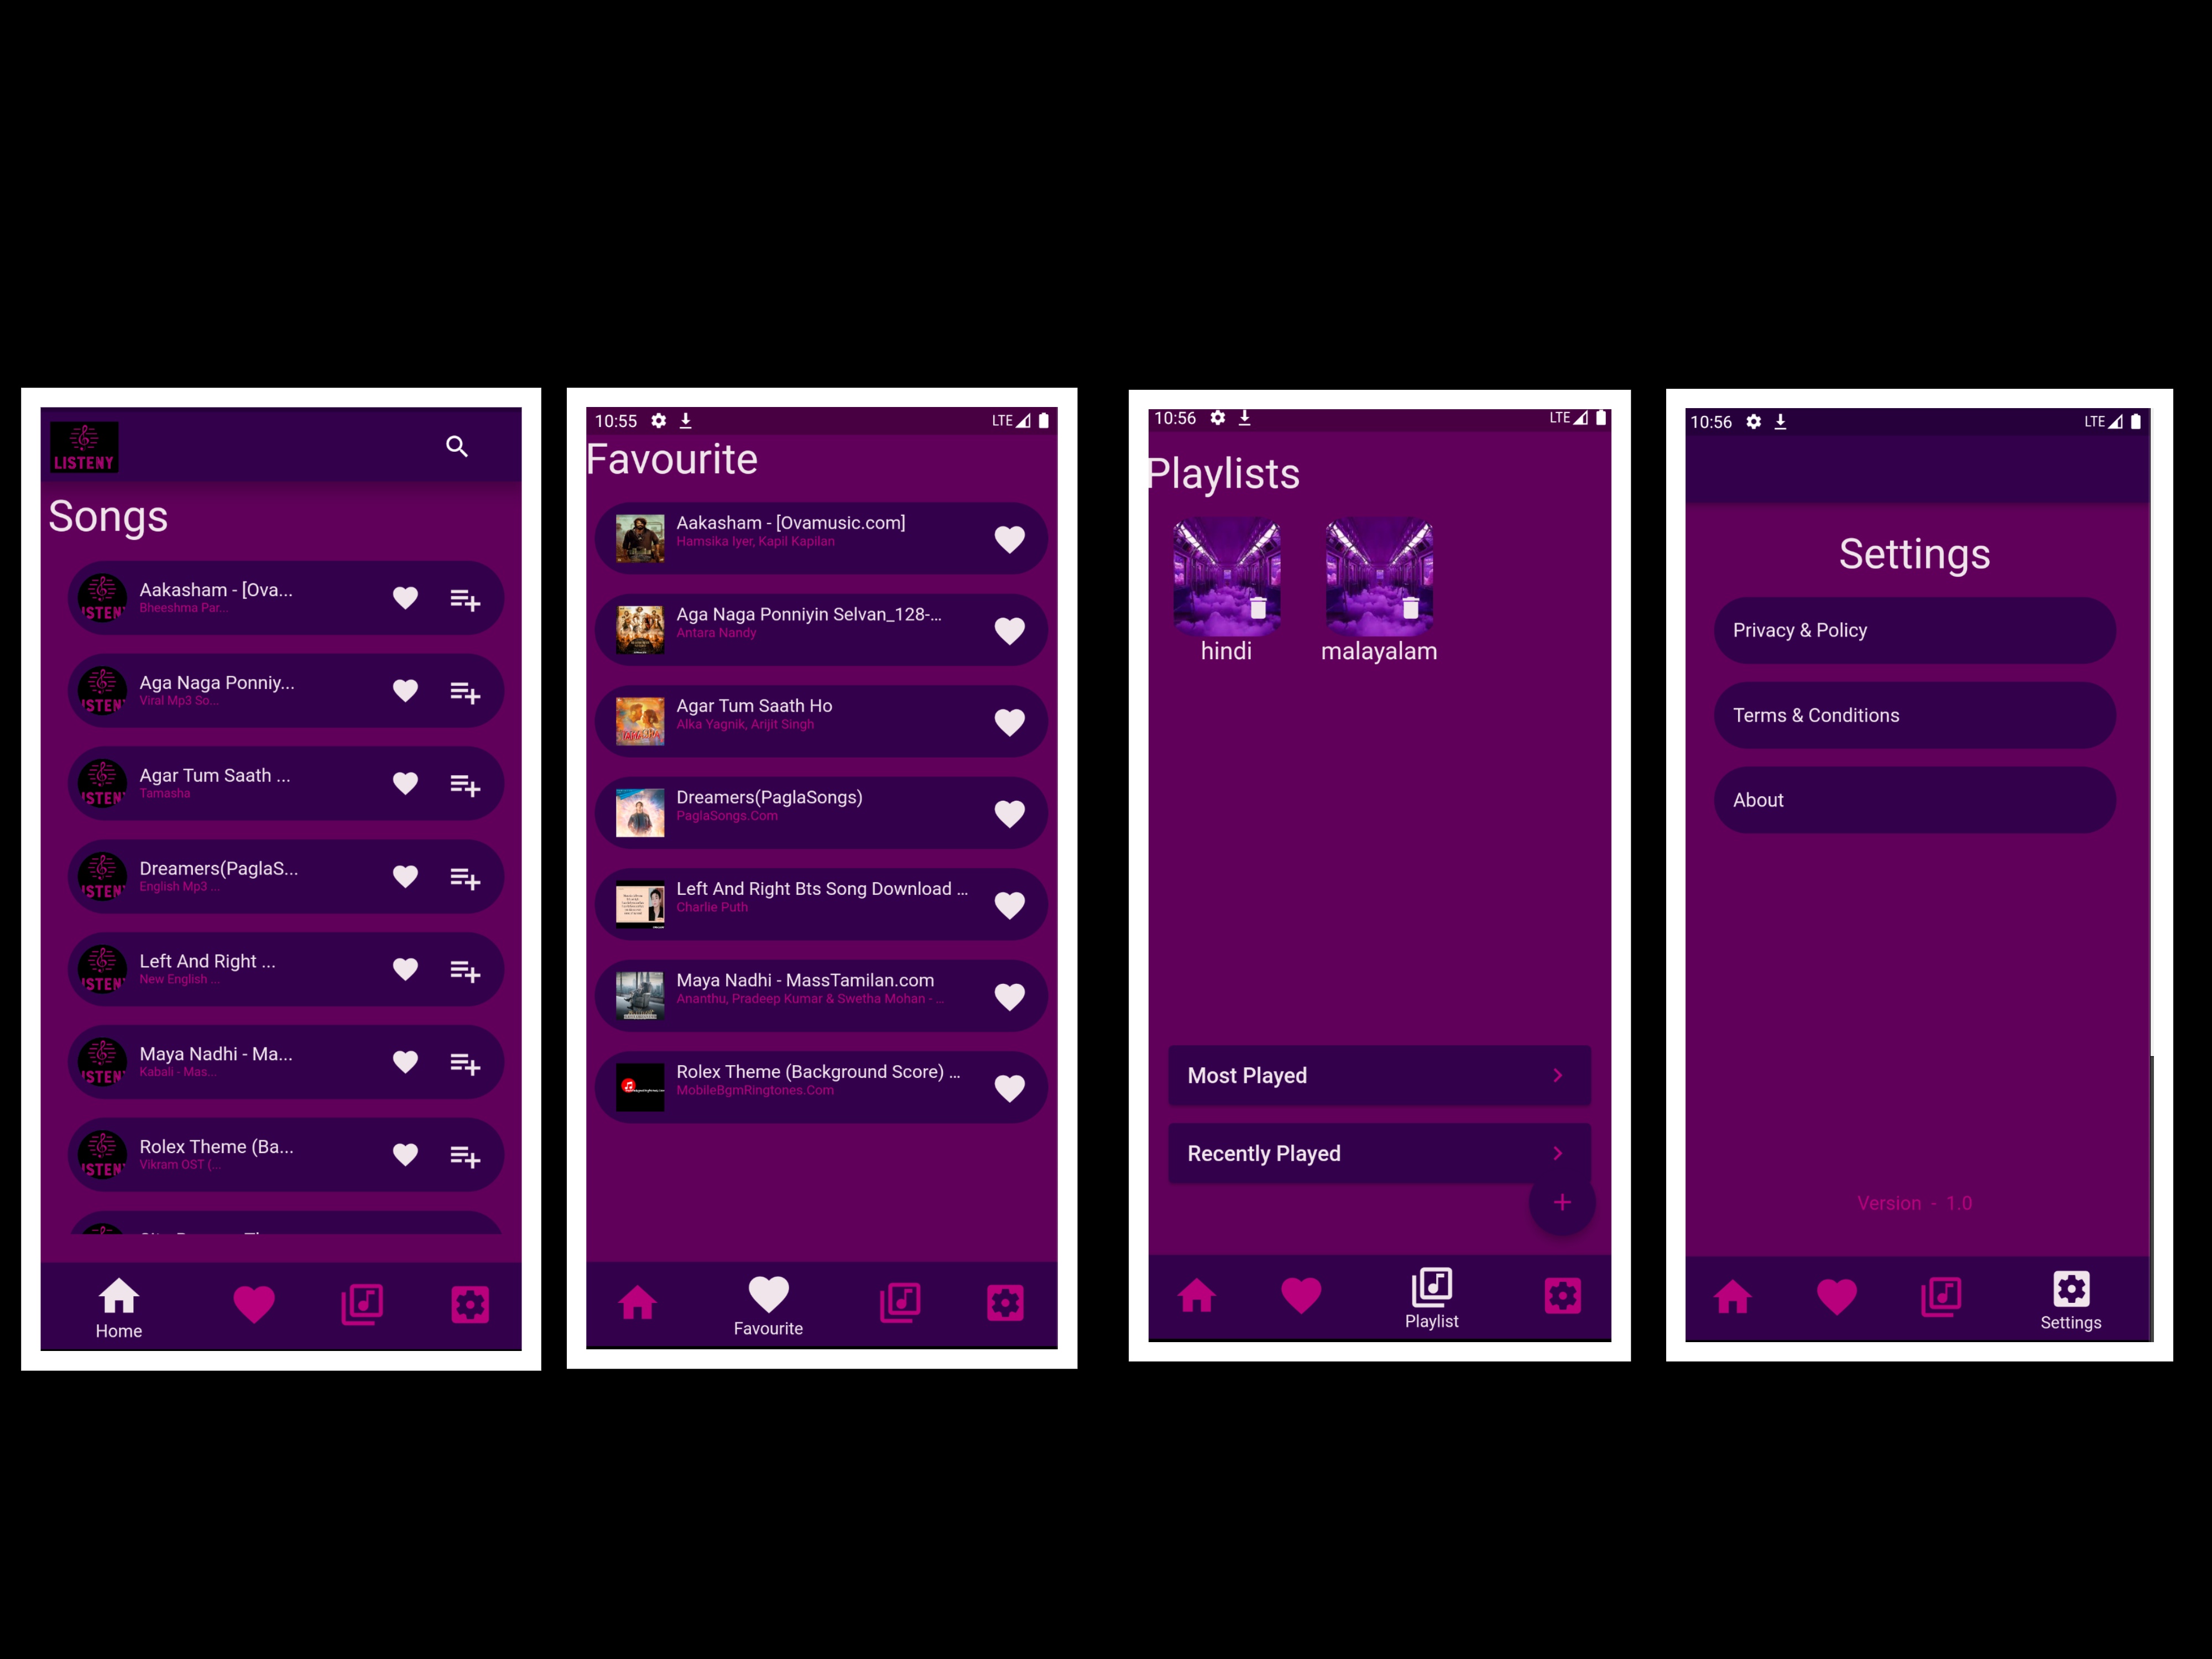 LISTENY
Songs
Aakasham - [Ova...
Bheeshma Par...
Aga Naga Ponniy...
Viral Mp3 So...
Agar Tum Saath ...
Tamasha
Dreamers(PaglaS...
English Mp3 ...
Left And Right ...
New English ...
Maya Nadhi - Ma...
Kabali - Mas...
Rolex Theme (Ba...
Vikram OST (...
Home
10:55
LTE
Favourite
Aakasham - [Ovamusic.com]
Hamsika Iyer, Kapil Kapilan
Aga Naga Ponniyin Selvan_128-...
Antara Nandy
Agar Tum Saath Ho
Alka Yagnik, Arijit Singh
Dreamers(PaglaSongs)
PaglaSongs.Com
Left And Right Bts Song Download ...
Charlie Puth
Maya Nadhi - MassTamilan.com
Ananthu, Pradeep Kumar & Swetha Mohan - ...
Rolex Theme (Background Score) ...
MobileBgmRingtones.Com
Favourite
10:56
LTE
Playlists
hindi
malayalam
Most Played
Recently Played
Playlist
10:56
LTE
Settings
Privacy & Policy
Terms & Conditions
About
Version - 1.0
Settings